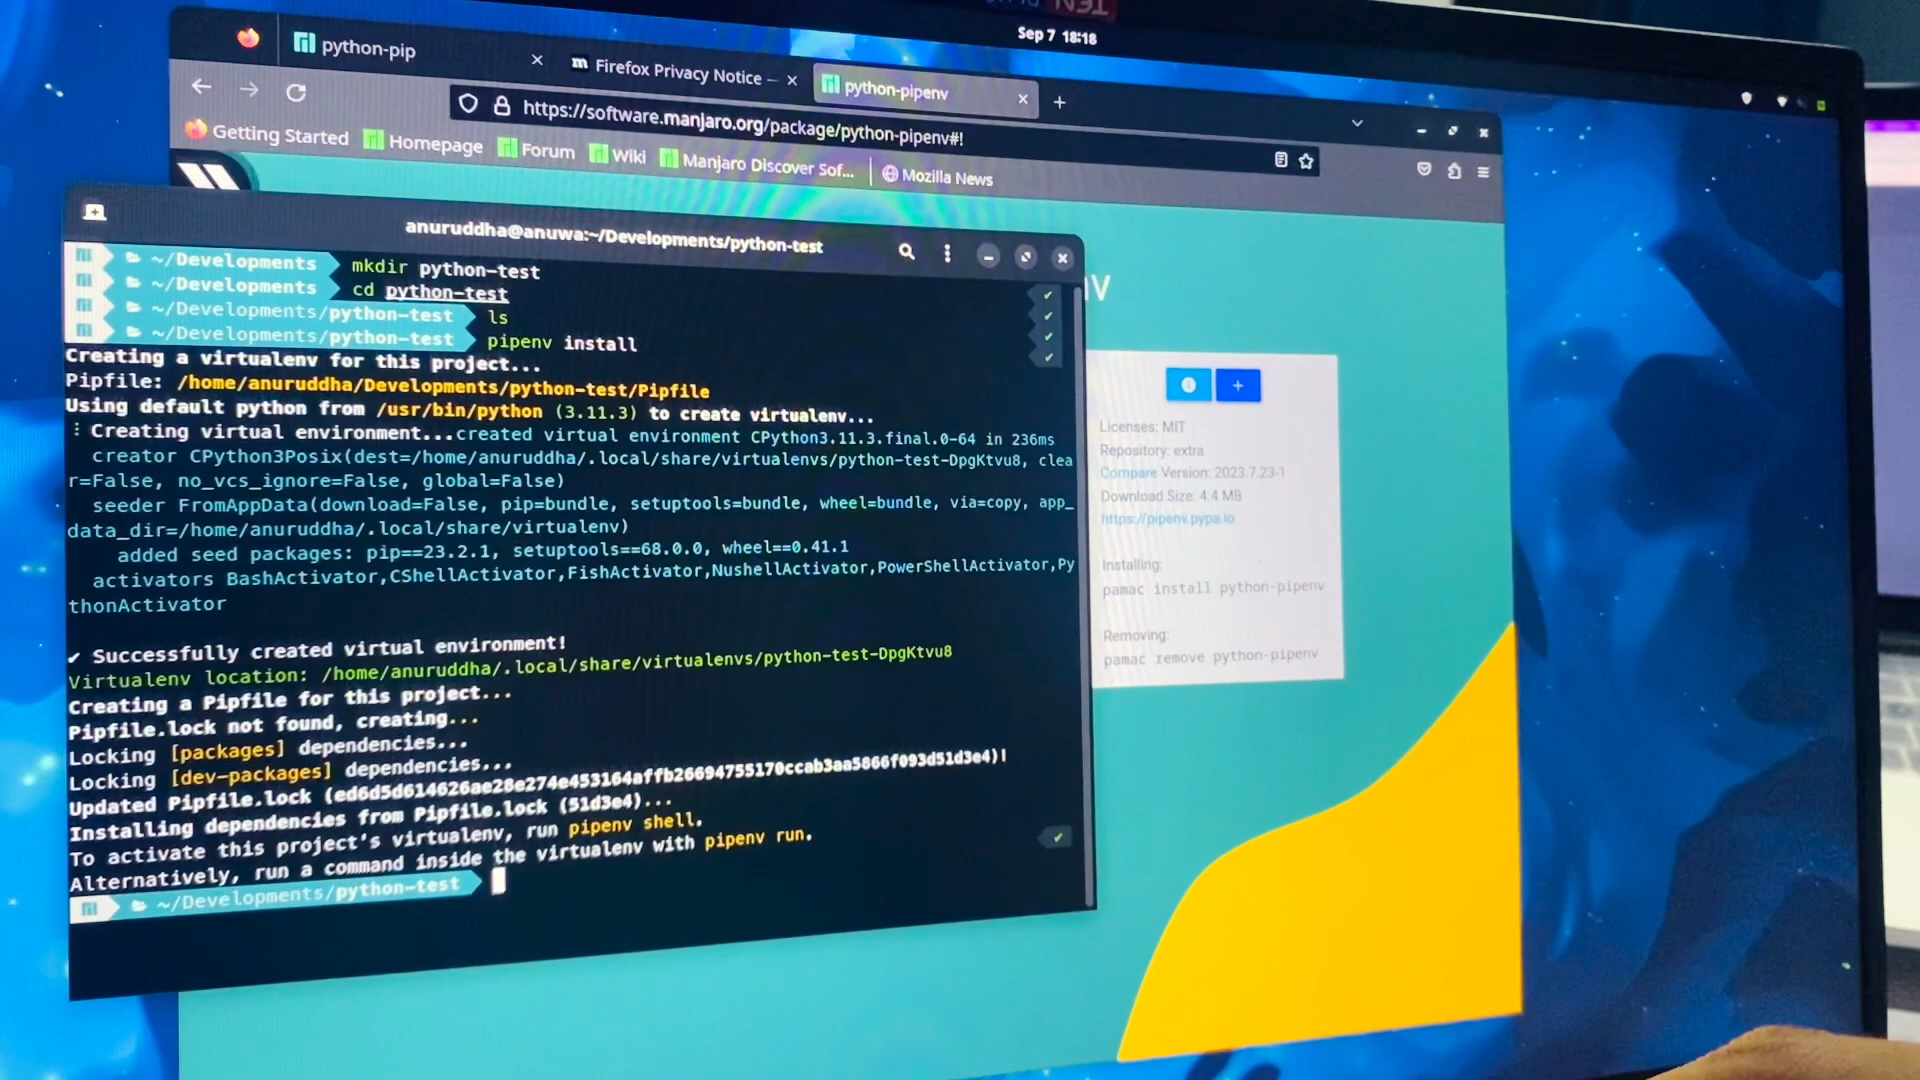 Sep 7 18:18
python-pip
Firefox Privacy Notice —
python-pipenv
https://software.manjaro.org/package/python-pipenv#!
Getting Started
Homepage
Forum
Wiki
Manjaro Discover Sof...
Mozilla News
anuruddha@anuwa:~/Developments/python-test
~/Developments mkdir python-test
~/Developments cd python-test
~/Developments/python-test ls
~/Developments/python-test pipenv install
Creating a virtualenv for this project...
Pipfile: /home/anuruddha/Developments/python-test/Pipfile
Using default python from /usr/bin/python (3.11.3) to create virtualenv...
⠸ Creating virtual environment...created virtual environment CPython3.11.3.final.0-64 in 236ms
creator CPython3Posix(dest=/home/anuruddha/.local/share/virtualenvs/python-test-DpgKtvu8, clea
r=False, no_vcs_ignore=False, global=False)
seeder FromAppData(download=False, pip=bundle, setuptools=bundle, wheel=bundle, via=copy, app_
data_dir=/home/anuruddha/.local/share/virtualenv)
added seed packages: pip==23.2.1, setuptools==68.0.0, wheel==0.41.1
activators BashActivator,CShellActivator,FishActivator,NushellActivator,PowerShellActivator,Py
thonActivator
✔ Successfully created virtual environment!
Virtualenv location: /home/anuruddha/.local/share/virtualenvs/python-test-DpgKtvu8
Creating a Pipfile for this project...
Pipfile.lock not found, creating...
Locking [packages] dependencies...
Locking [dev-packages] dependencies...
Updated Pipfile.lock (ed6d5d614626ae28e274e453164affb26694755170ccab3aa5866f093d51d3e4)!
Installing dependencies from Pipfile.lock (51d3e4)...
To activate this project's virtualenv, run pipenv shell.
Alternatively, run a command inside the virtualenv with pipenv run.
~/Developments/python-test
nv
Licenses: MIT
Repository: extra
Compare Version: 2023.7.23-1
Download Size: 4.4 MB
https://pipenv.pypa.io
Installing:
pamac install python-pipenv
Removing:
pamac remove python-pipenv